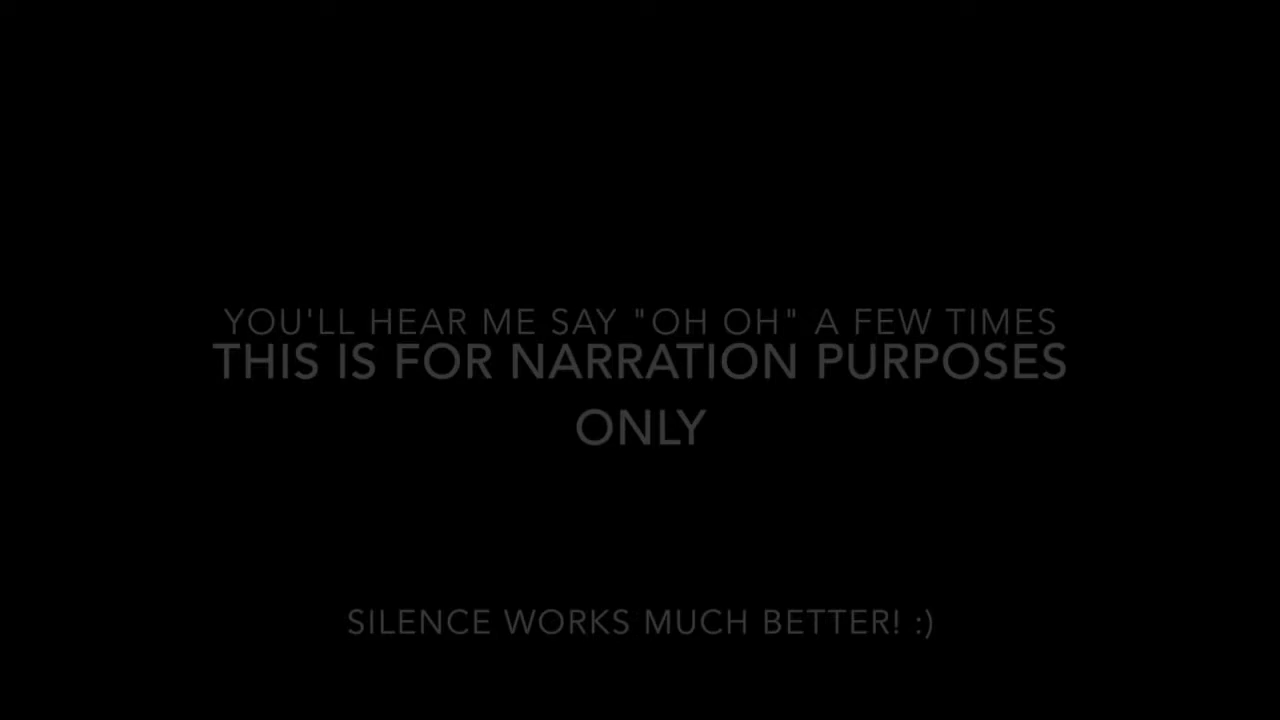 YOU'LL HEAR ME SAY "OH OH" A FEW TIMES
THIS IS FOR NARRATION PURPOSES
ONLY
SILENCE WORKS MUCH BETTER! :)